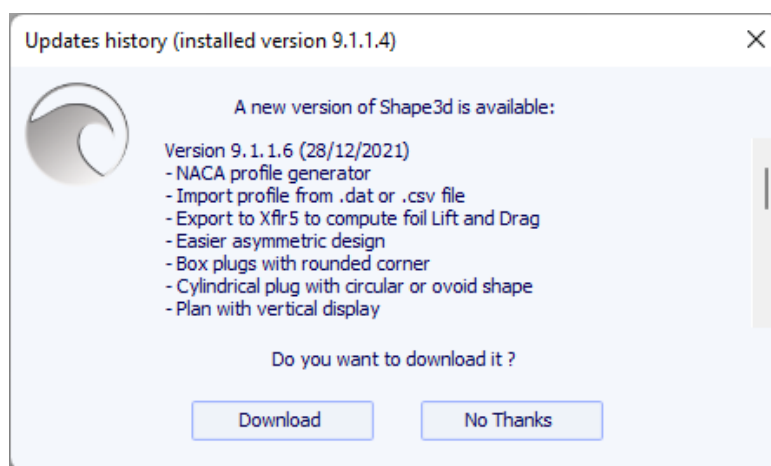 Updates history (installed version 9.1.1.4)
A new version of Shape3d is available:
Version 9.1.1.6 (28/12/2021)
- NACA profile generator
- Import profile from .dat or .csv file
- Export to Xflr5 to compute foil Lift and Drag
- Easier asymmetric design
- Box plugs with rounded corner
- Cylindrical plug with circular or ovoid shape
- Plan with vertical display
Do you want to download it ?
Download
No Thanks